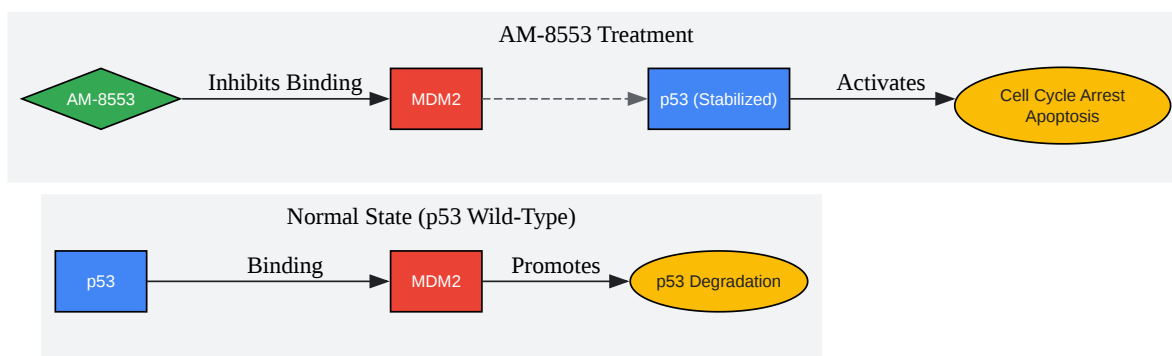 AM-8553 Treatment
AM-8553
Inhibits Binding
MDM2
p53 (Stabilized)
Activates
Cell Cycle Arrest
Apoptosis
Normal State (p53 Wild-Type)
p53
Binding
MDM2
Promotes
p53 Degradation